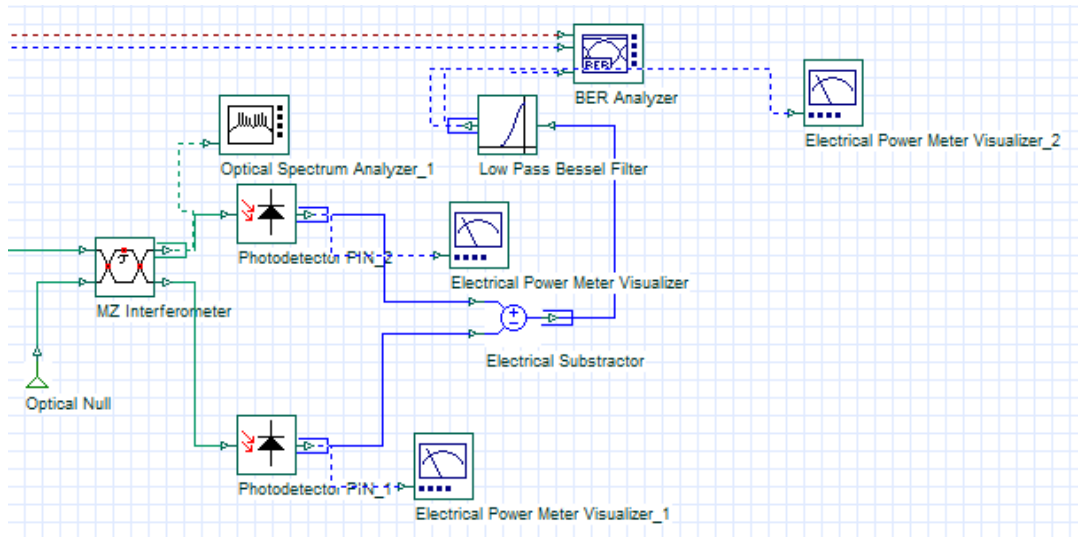 BER
BER Analyzer
Electrical Power Meter Visualizer_2
Optical Spectrum Analyzer_1
Low Pass Bessel Filter
Photodetector PIN_2
Electrical Power Meter Visualizer
MZ Interferometer
Electrical Substractor
Optical Null
Photodetector PIN_1
Electrical Power Meter Visualizer_1